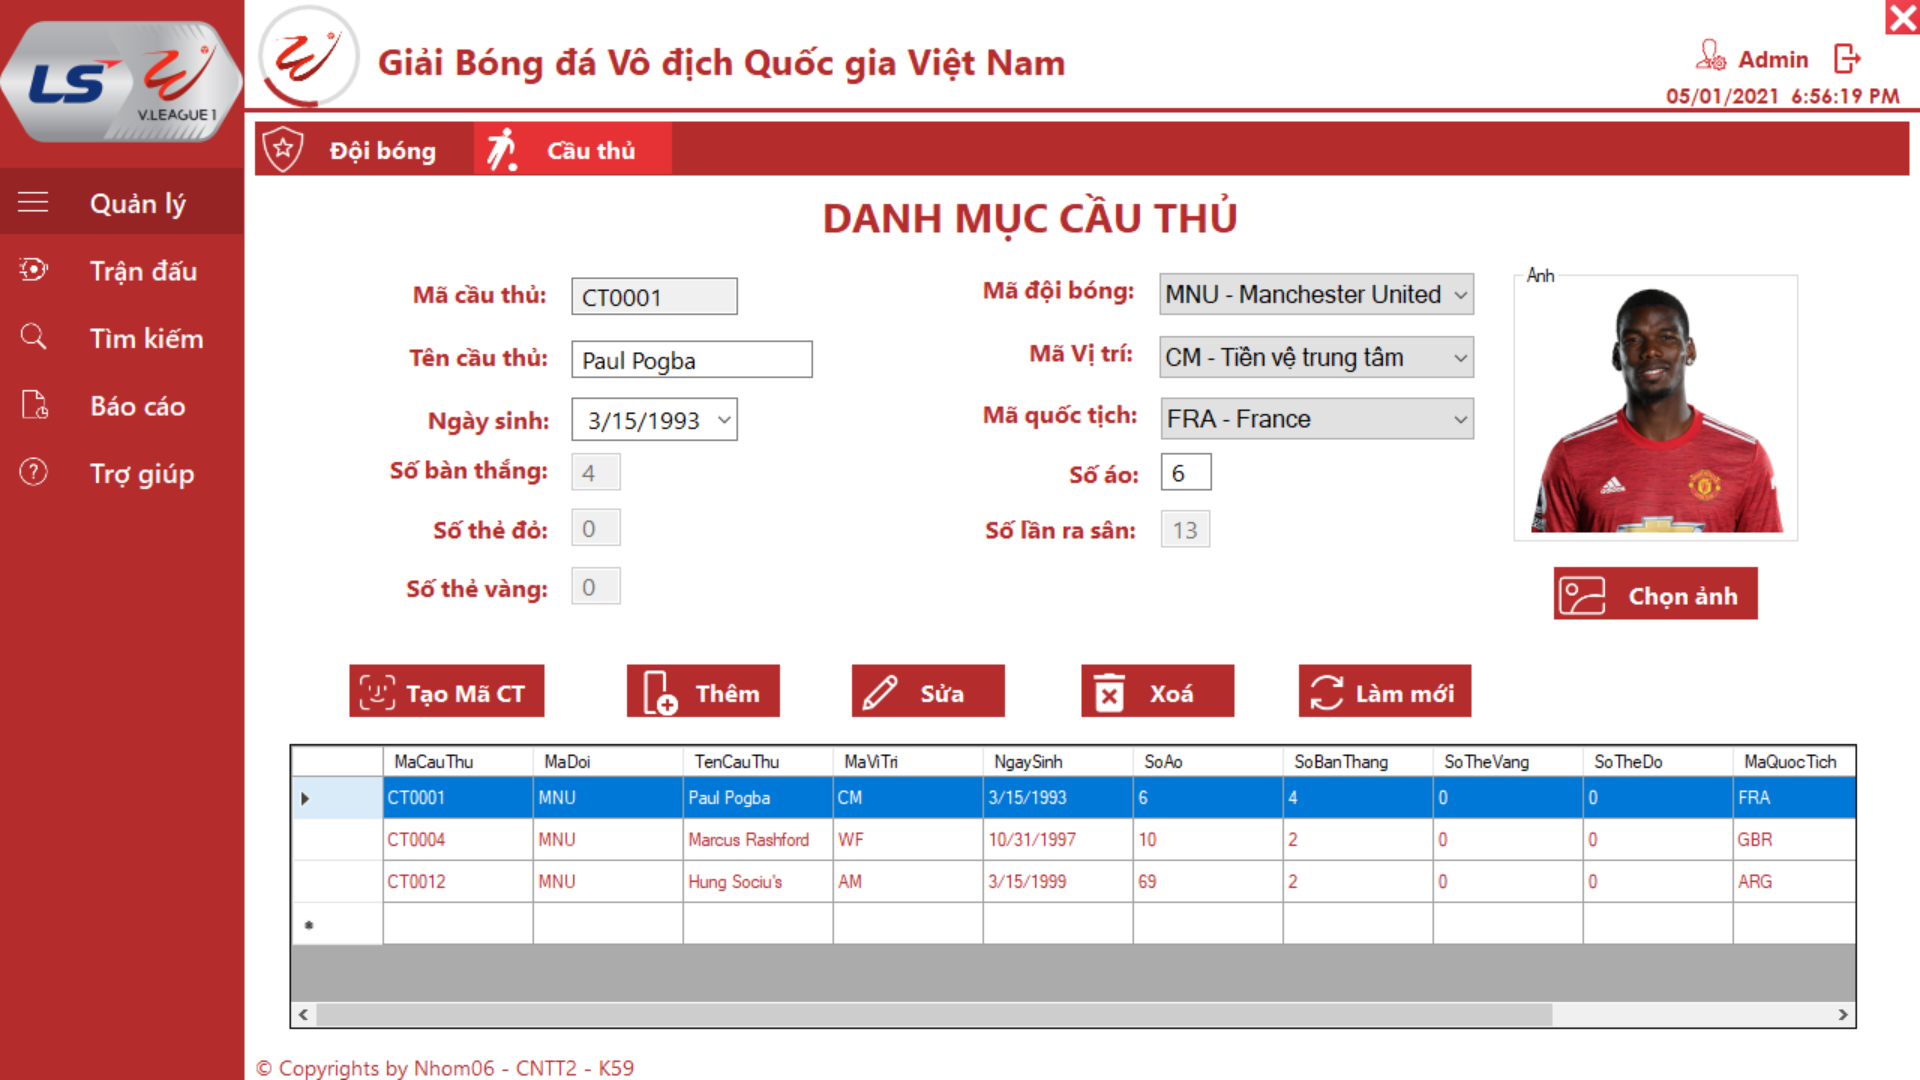 LS
V.LEAGUE 1
Giải Bóng đá Vô địch Quốc gia Việt Nam
Admin
05/01/2021 6:56:19 PM
Đội bóng
Cầu thủ
Quản lý
Trận đấu
Tìm kiếm
Báo cáo
Trợ giúp
DANH MỤC CẦU THỦ
Mã cầu thủ: CT0001
Tên cầu thủ: Paul Pogba
Ngày sinh: 3/15/1993
Số bàn thắng: 4
Số thẻ đỏ: 0
Số thẻ vàng: 0
Mã đội bóng: MNU - Manchester United
Mã Vị trí: CM - Tiền vệ trung tâm
Mã quốc tịch: FRA - France
Số áo: 6
Số lần ra sân: 13
Ảnh
adidas
Chọn ảnh
Tạo Mã CT
Thêm
Sửa
Xoá
Làm mới
MaCauThu MaDoi TenCauThu MaViTri NgaySinh SoAo SoBanThang SoTheVang SoTheDo MaQuocTich
CT0001 MNU Paul Pogba CM 3/15/1993 6 4 0 0 FRA
CT0004 MNU Marcus Rashford WF 10/31/1997 10 2 0 0 GBR
CT0012 MNU Hung Sociu's AM 3/15/1999 69 2 0 0 ARG
© Copyrights by Nhom06 - CNTT2 - K59